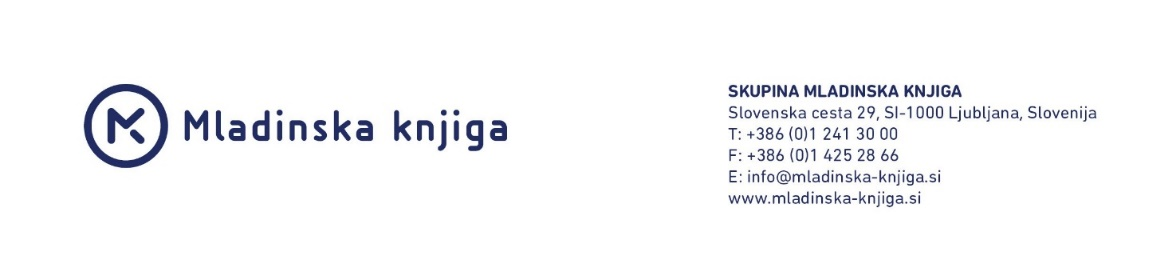 MK Mladinska knjiga
SKUPINA MLADINSKA KNJIGA
Slovenska cesta 29, SI-1000 Ljubljana, Slovenija
T: +386 (0)1 241 30 00
F: +386 (0)1 425 28 66
E: info@mladinska-knjiga.si
www.mladinska-knjiga.si